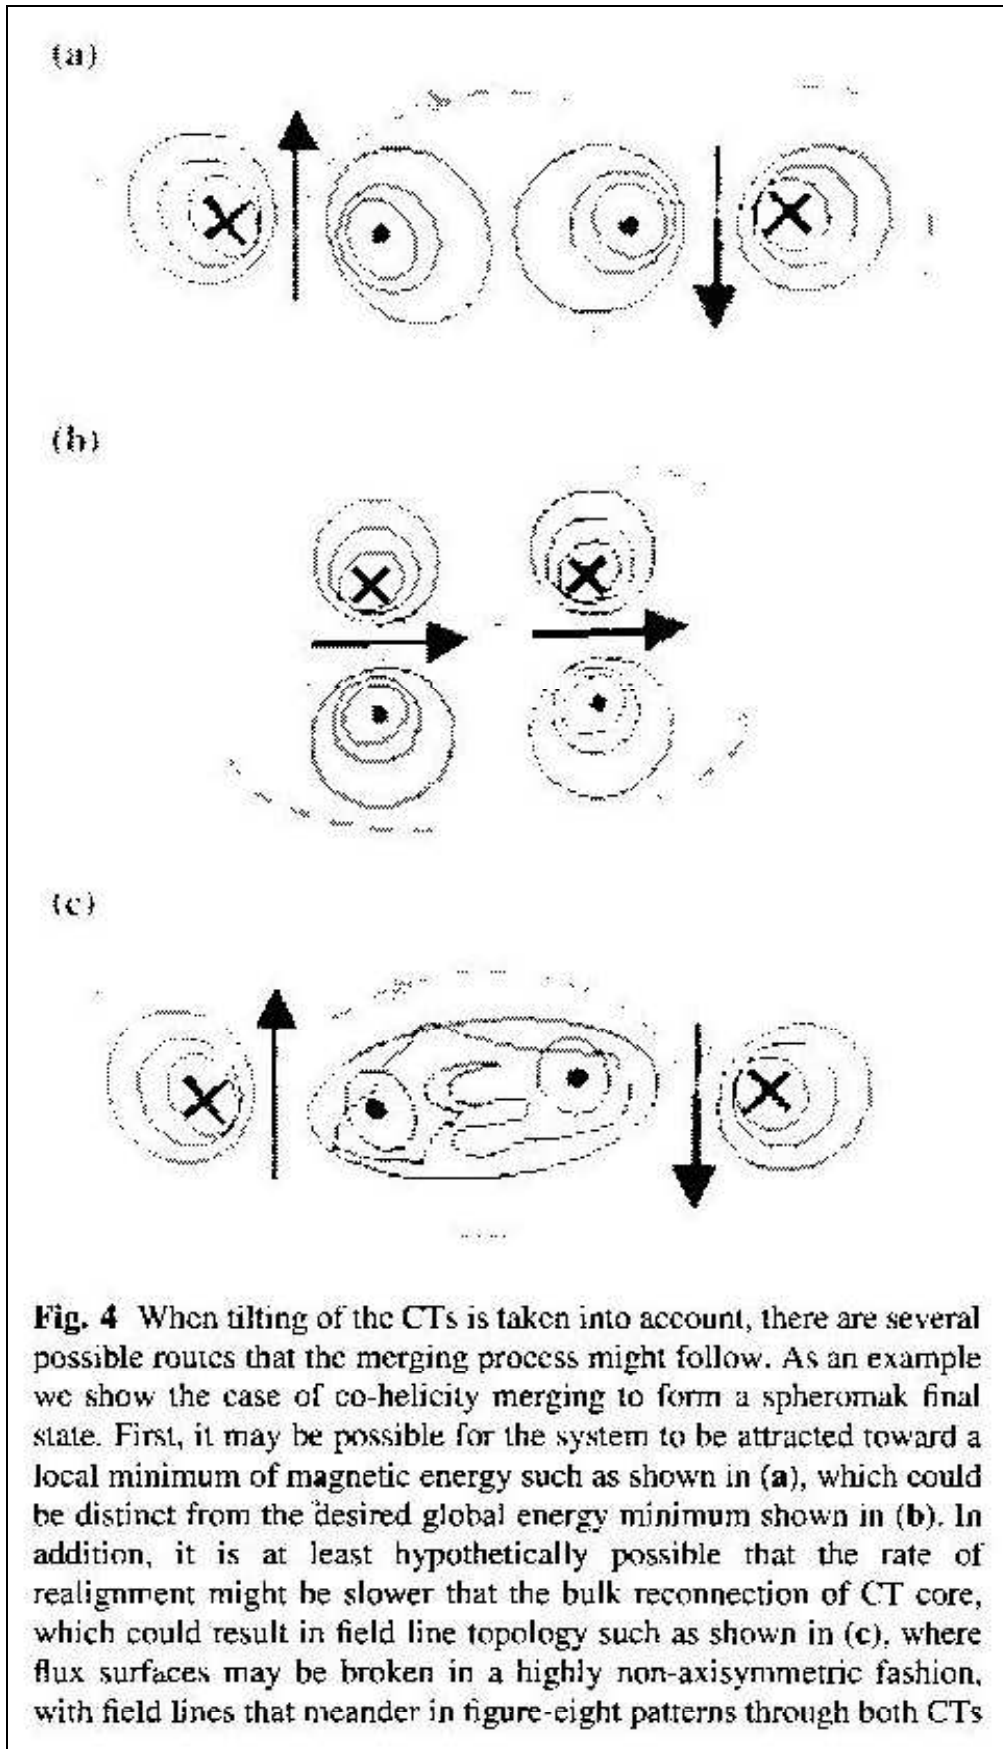 (a)
(b)
(c)
Fig. 4 When tilting of the CTs is taken into account, there are several
possible routes that the merging process might follow. As an example
we show the case of co-helicity merging to form a spheromak final
state. First, it may be possible for the system to be attracted toward a
local minimum of magnetic energy such as shown in (a), which could
be distinct from the desired global energy minimum shown in (b). In
addition, it is at least hypothetically possible that the rate of
realignment might be slower that the bulk reconnection of CT core,
which could result in field line topology such as shown in (c), where
flux surfaces may be broken in a highly non-axisymmetric fashion,
with field lines that meander in figure-eight patterns through both CTs